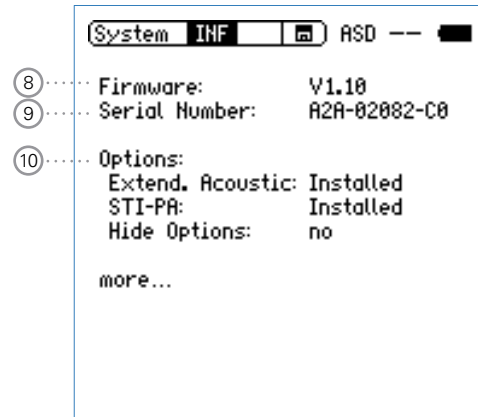 System INF ASD --
8 Firmware: V1.10
9 Serial Number: A2A-02082-C0
10 Options:
Extend. Acoustic: Installed
STI-PA: Installed
Hide Options: no
more...